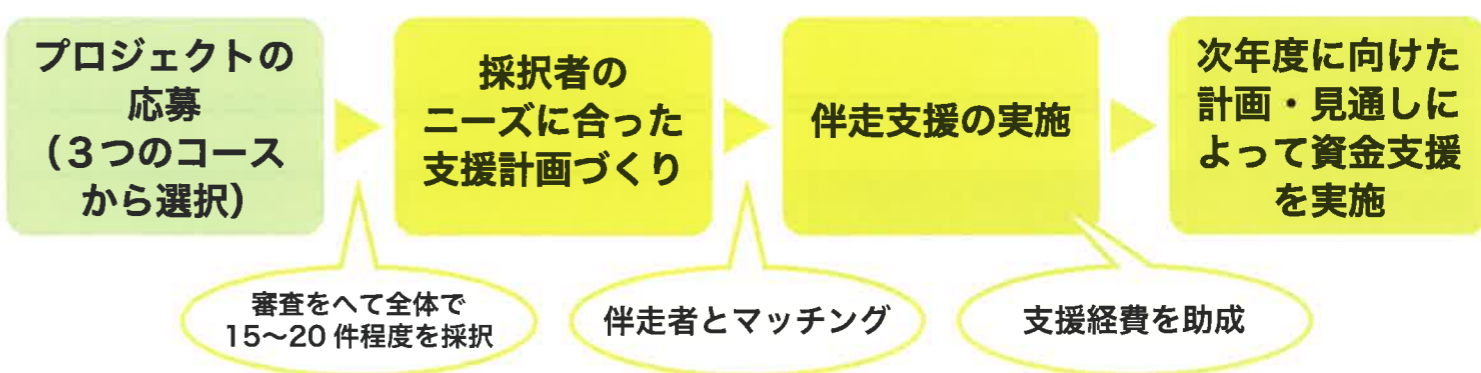 プロジェクトの
応募
（３つのコース
から選択）
採択者の
ニーズに合った
支援計画づくり
伴走支援の実施
次年度に向けた
計画・見通しに
よって資金支援
を実施
審査をへて全体で
15〜20 件程度を採択
伴走者とマッチング
支援経費を助成